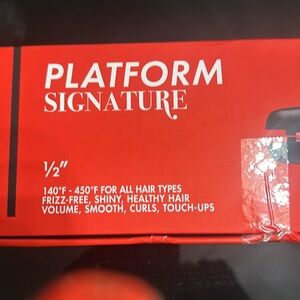 PLATFORM
SIGNATURE
1/2"
140°F - 450°F FOR ALL HAIR TYPES
FRIZZ-FREE, SHINY, HEALTHY HAIR
VOLUME, SMOOTH, CURLS, TOUCH-UPS